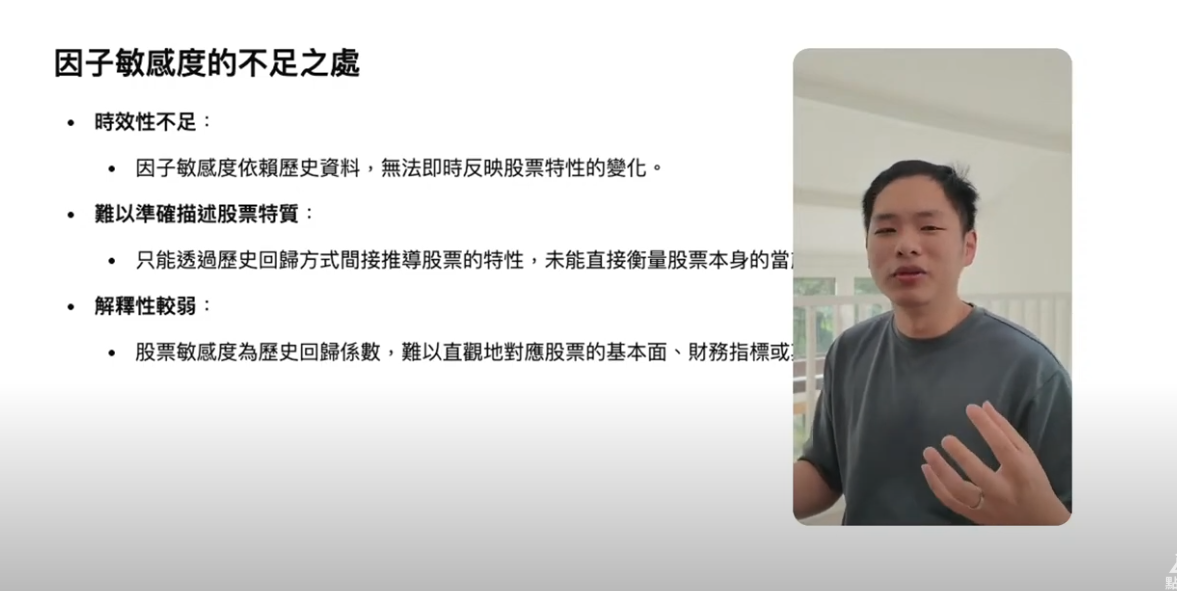 因子敏感度的不足之處
• 時效性不足：
• 因子敏感度依賴歷史資料，無法即時反映股票特性的變化。
• 難以準確描述股票特質：
• 只能透過歷史回歸方式間接推導股票的特性，未能直接衡量股票本身的當
• 解釋性較弱：
• 股票敏感度為歷史回歸係數，難以直觀地對應股票的基本面、財務指標或
點